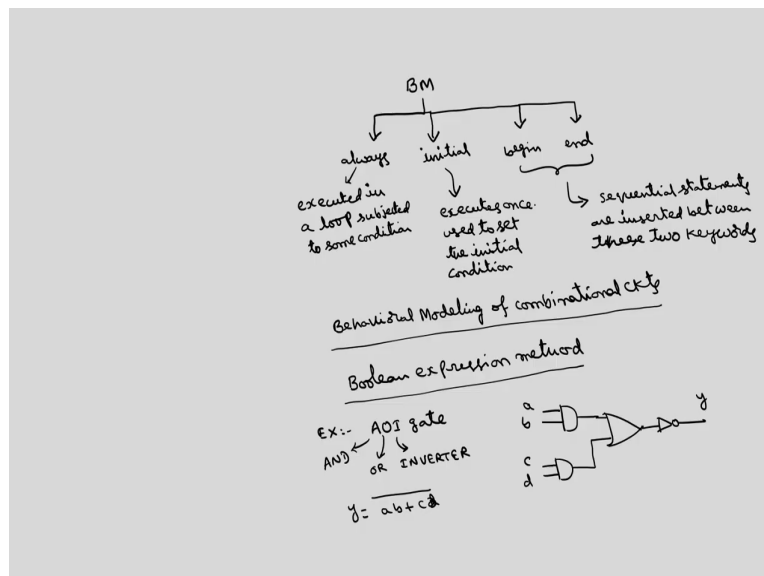 BM
always initial begin end
executed in
a loop subjected
to some condition
executes once.
used to set
the initial
condition
sequential statements
are inserted between
these two keywords
Behavioral Modeling of combinational CKts
Boolean expression method
EX:- AOI gate
AND OR INVERTER
y = \overline{ab+cd}
a
b
c
d
y